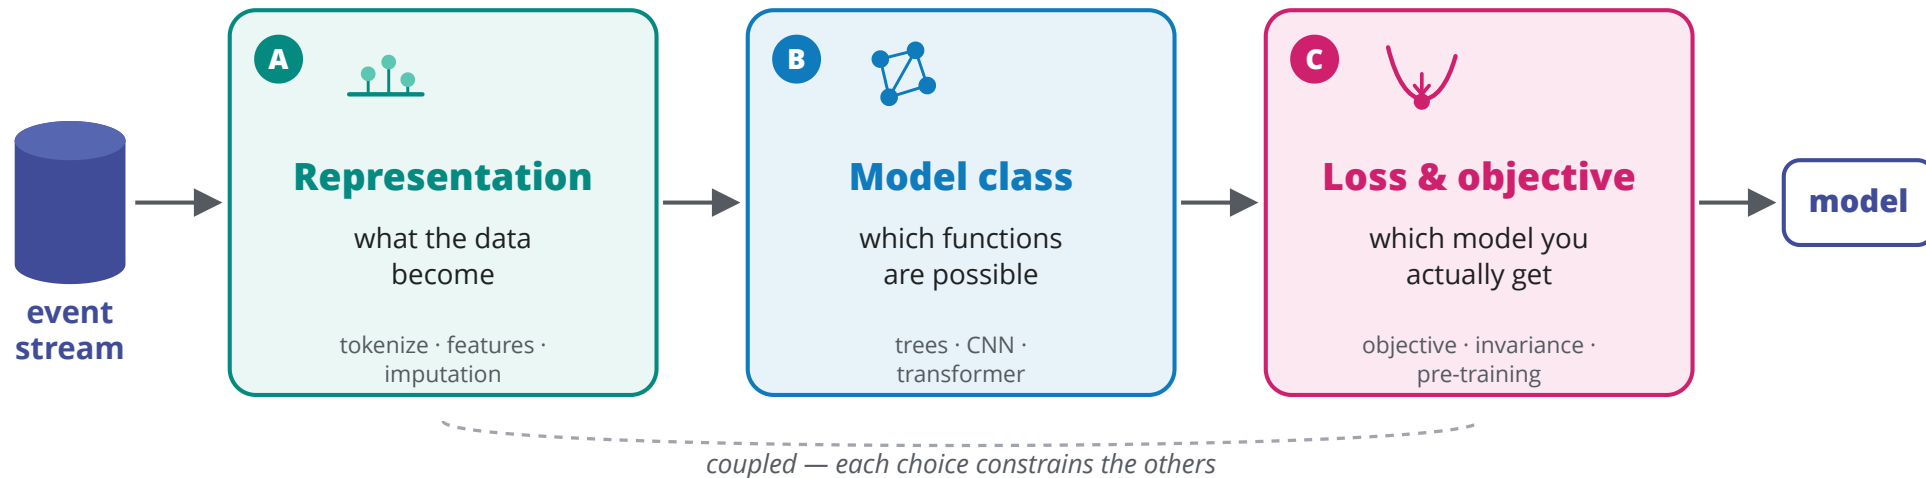 A
B
C
Representation
Model class
Loss & objective
model
what the data
become
which functions
are possible
which model you
actually get
event
stream
tokenize · features ·
imputation
trees · CNN ·
transformer
objective · invariance ·
pre-training
coupled — each choice constrains the others